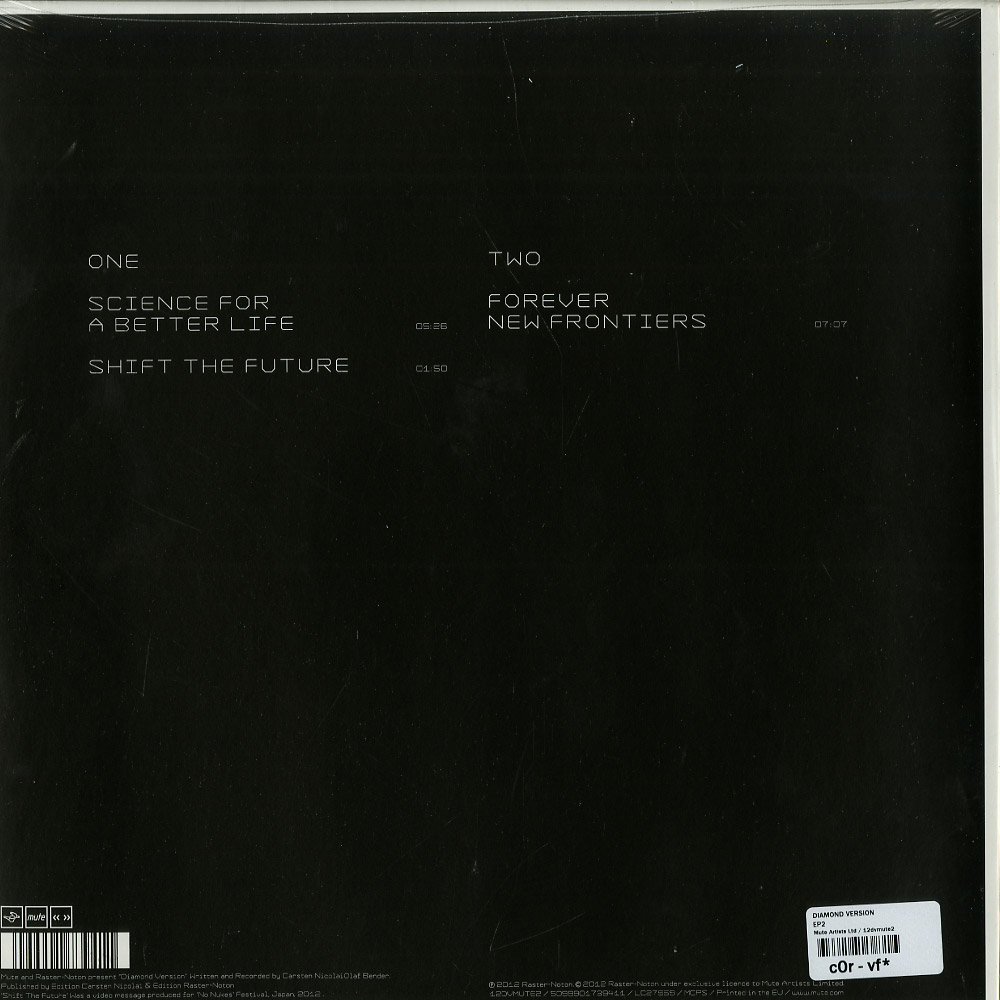 ONE
SCIENCE FOR
A BETTER LIFE 05:26
SHIFT THE FUTURE 01:50
TWO
FOREVER
NEW FRONTIERS 07:07
mute
Mute and Raster-Noton present "Diamond Version" Written and Recorded by Carsten Nicolai/Olaf Bender.
Published by Edition Carsten Nicolai & Edition Raster-Noton
'Shift The Future' was a video message produced for 'No Nukes' Festival, Japan, 2012
℗ 2012 Raster-Noton. © 2012 Raster-Noton under exclusive licence to Mute Artists Limited
12DVMUTE2 / 5099901739411 / LC27855 / MCPS / Printed in the EU / www.mute.com
DIAMOND VERSION
EP2
Mute Artists Ltd / 12dvmute2
c0r - vf*